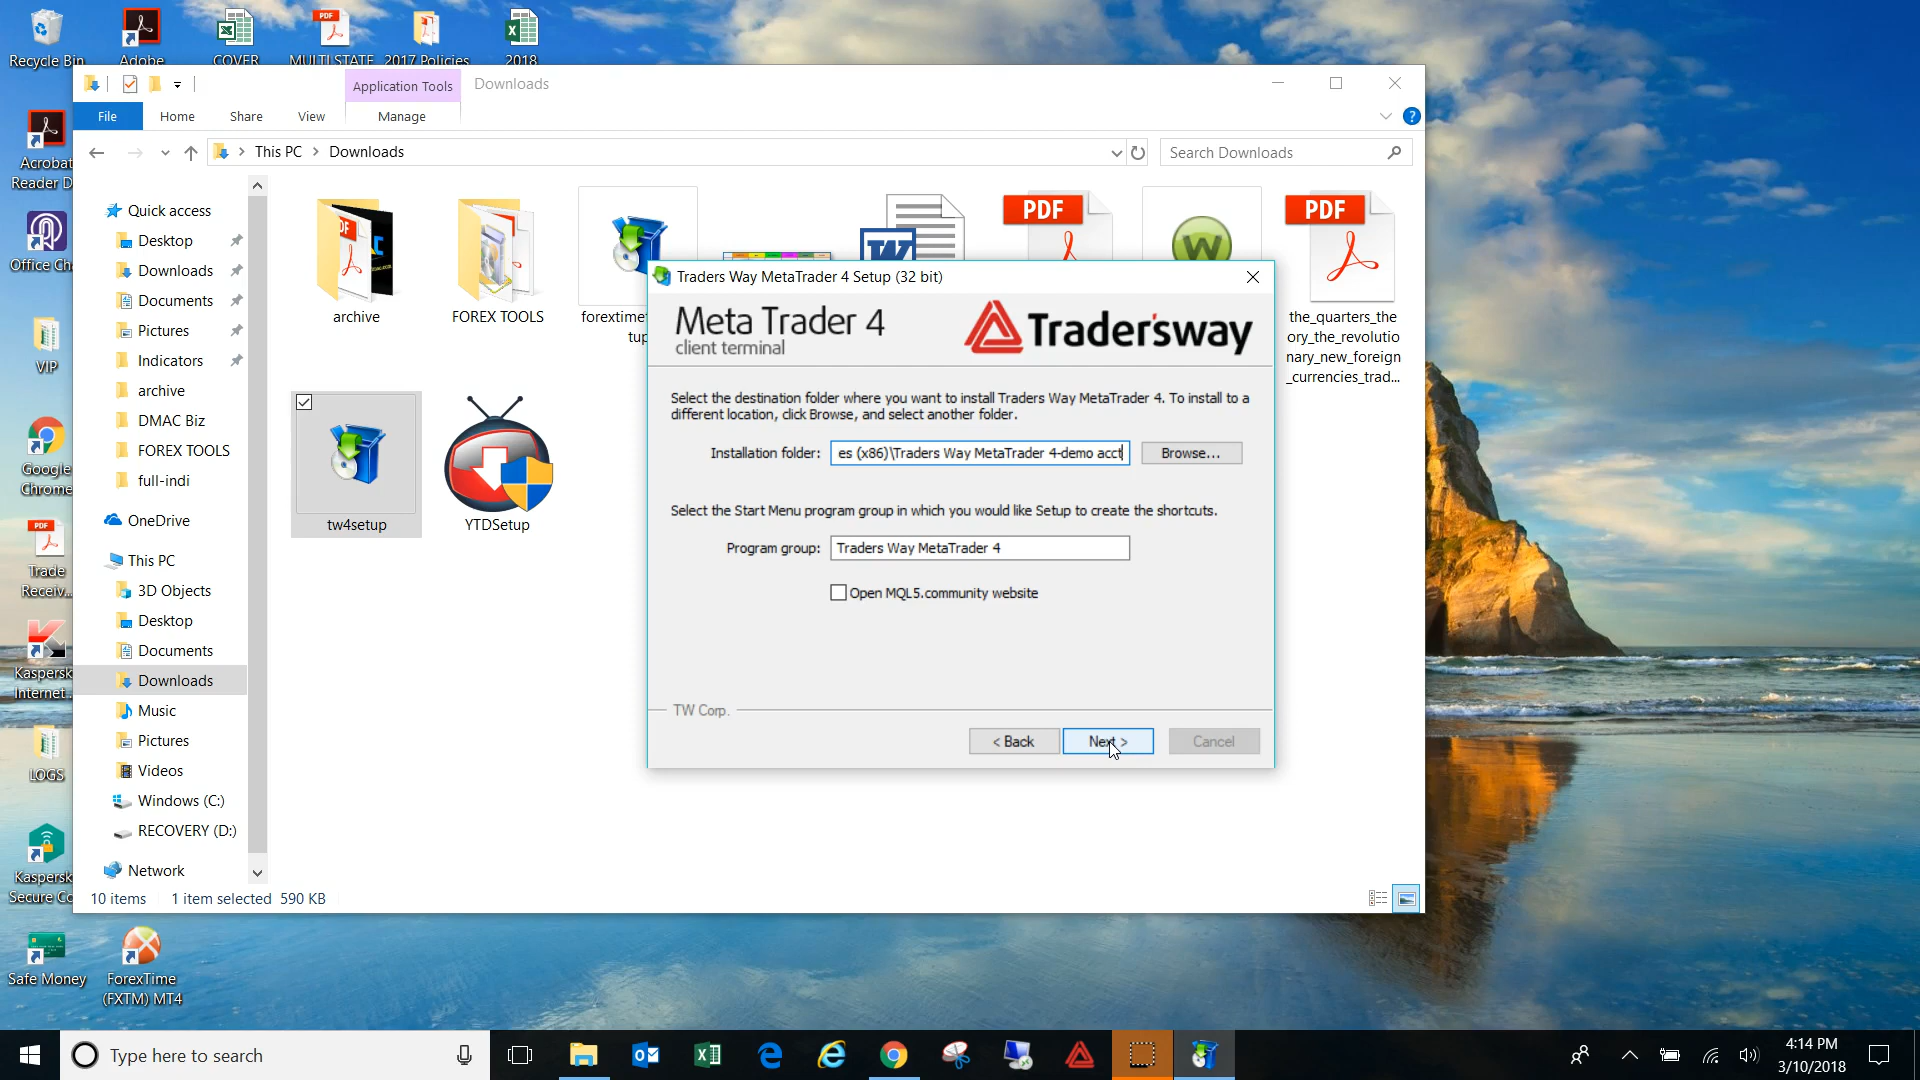 Recycle Bin
Adobe
COVER
MULTI STATE
2017 Policies
2018
Application Tools
Downloads
File
Home
Share
View
Manage
This PC
Downloads
Search Downloads
Acrobat
Reader D
Office Ch
VIP
Google
Chrome
Trade
Receiv...
Kaspersk
Internet...
LOGS
Kaspersk
Secure Co
Safe Money
ForexTime
(FXTM) MT4
Quick access
Desktop
Downloads
Documents
Pictures
Indicators
archive
DMAC Biz
FOREX TOOLS
full-indi
OneDrive
This PC
3D Objects
Desktop
Documents
Downloads
Music
Pictures
Videos
Windows (C:)
RECOVERY (D:)
Network
archive
FOREX TOOLS
PDF
PDF
the_quarters_the
ory_the_revolutio
nary_new_foreign
_currencies_trad...
tw4setup
YTDSetup
Traders Way MetaTrader 4 Setup (32 bit)
Meta Trader 4
client terminal
Trader'sway
Select the destination folder where you want to install Traders Way MetaTrader 4. To install to a
different location, click Browse, and select another folder.
Installation folder:
es (x86)\Traders Way MetaTrader 4-demo acct
Browse...
Select the Start Menu program group in which you would like Setup to create the shortcuts.
Program group:
Traders Way MetaTrader 4
Open MQL5.community website
TW Corp.
< Back
Next >
Cancel
10 items
1 item selected
590 KB
Type here to search
4:14 PM
3/10/2018